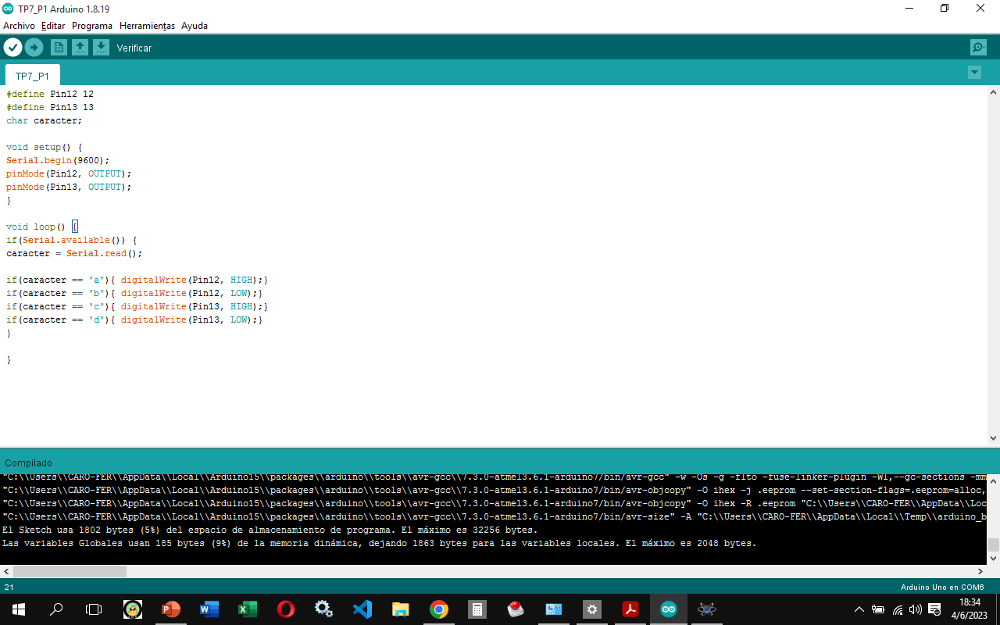 TP7_P1 Arduino 1.8.19
Archivo Editar Programa Herramientas Ayuda
Verificar
TP7_P1
#define Pin12 12
#define Pin13 13
char caracter;
void setup() {
Serial.begin(9600);
pinMode(Pin12, OUTPUT);
pinMode(Pin13, OUTPUT);
}
void loop() {
if(Serial.available()) {
caracter = Serial.read();
if(caracter == 'a'){ digitalWrite(Pin12, HIGH);}
if(caracter == 'b'){ digitalWrite(Pin12, LOW);}
if(caracter == 'c'){ digitalWrite(Pin13, HIGH);}
if(caracter == 'd'){ digitalWrite(Pin13, LOW);}
}
}
Compilado
"C:\\Users\\CARO-FER\\AppData\\Local\\Arduino15\\packages\\arduino\\tools\\avr-gcc\\7.3.0-atmel3.6.1-arduino7/bin/avr-gcc" -w -Os -g -flto -fuse-linker-plugin -Wl,--gc-sections -mm
"C:\\Users\\CARO-FER\\AppData\\Local\\Arduino15\\packages\\arduino\\tools\\avr-gcc\\7.3.0-atmel3.6.1-arduino7/bin/avr-objcopy" -O ihex -j .eeprom --set-section-flags=.eeprom=alloc,
"C:\\Users\\CARO-FER\\AppData\\Local\\Arduino15\\packages\\arduino\\tools\\avr-gcc\\7.3.0-atmel3.6.1-arduino7/bin/avr-objcopy" -O ihex -R .eeprom "C:\\Users\\CARO-FER\\AppData\\Loc
"C:\\Users\\CARO-FER\\AppData\\Local\\Arduino15\\packages\\arduino\\tools\\avr-gcc\\7.3.0-atmel3.6.1-arduino7/bin/avr-size" -A "C:\\Users\\CARO-FER\\AppData\\Local\\Temp\\arduino_b
El Sketch usa 1802 bytes (5%) del espacio de almacenamiento de programa. El máximo es 32256 bytes.
Las variables Globales usan 185 bytes (9%) de la memoria dinámica, dejando 1863 bytes para las variables locales. El máximo es 2048 bytes.
21
Arduino Uno en COM6
18:34
4/6/2023